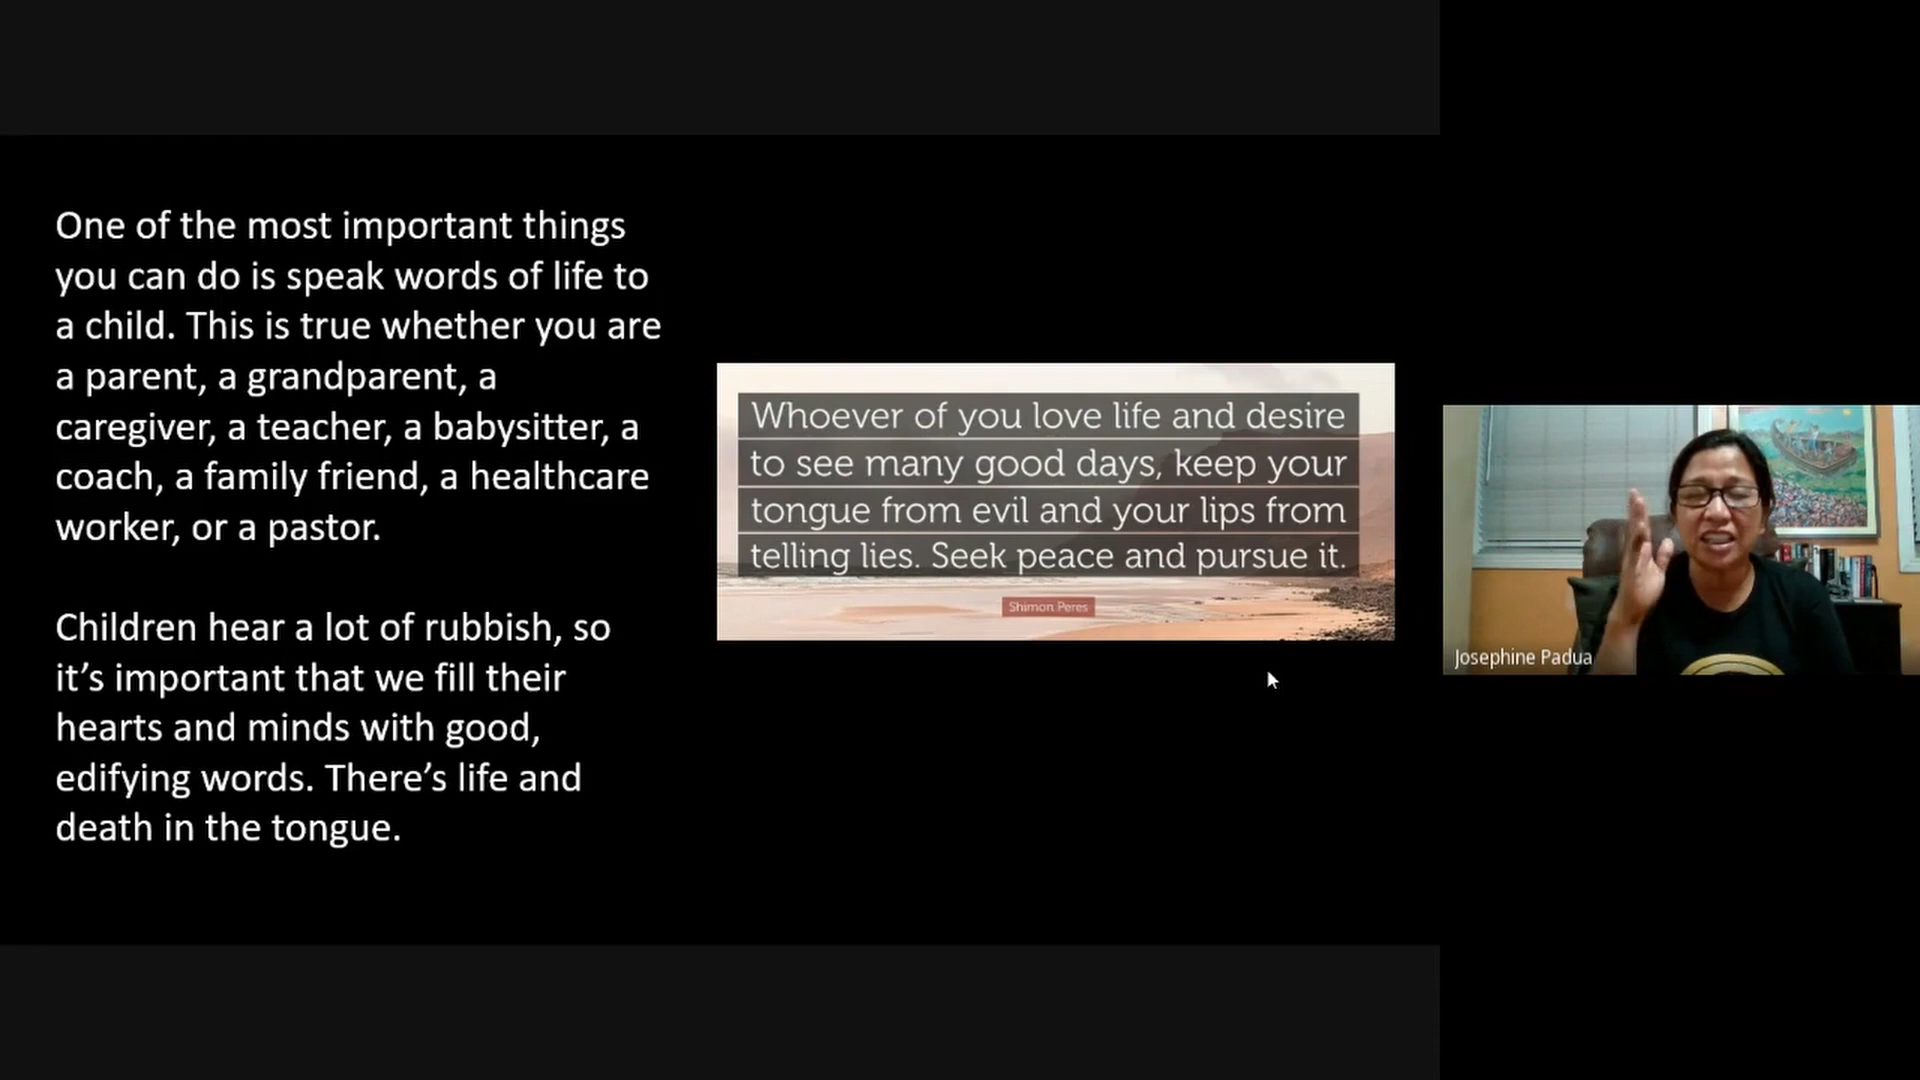 One of the most important things
you can do is speak words of life to
a child. This is true whether you are
a parent, a grandparent, a
caregiver, a teacher, a babysitter, a
coach, a family friend, a healthcare
worker, or a pastor.
Children hear a lot of rubbish, so
it’s important that we fill their
hearts and minds with good,
edifying words. There’s life and
death in the tongue.
Whoever of you love life and desire
to see many good days, keep your
tongue from evil and your lips from
telling lies. Seek peace and pursue it.
Shimon Peres
Josephine Padua